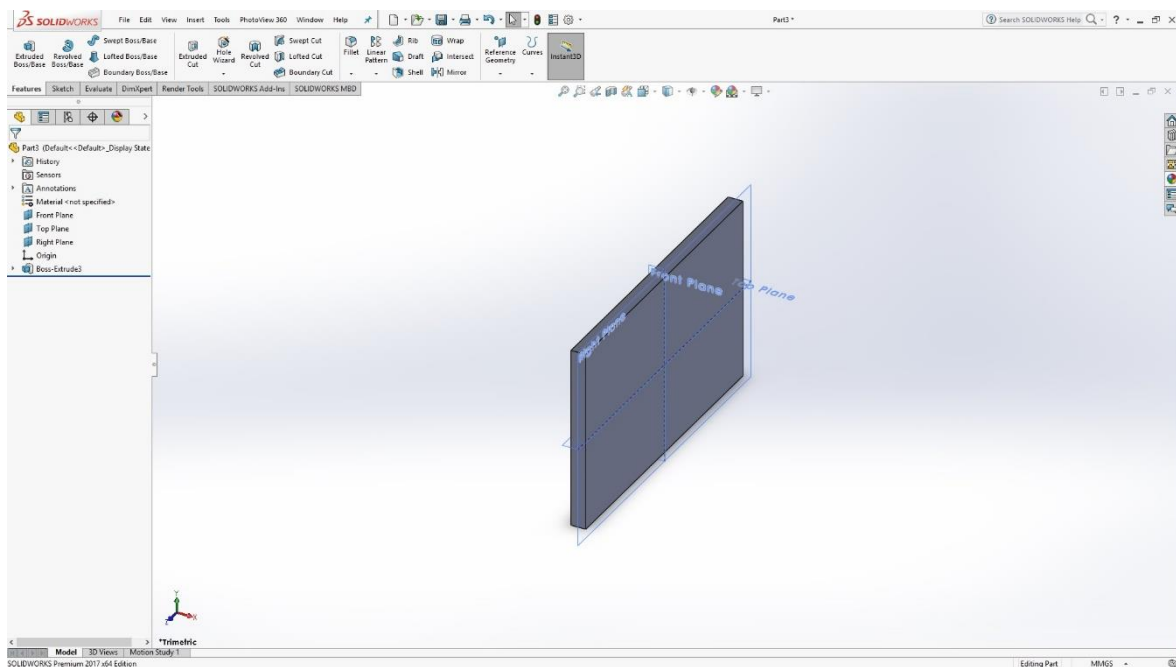 SOLIDWORKS File Edit View Insert Tools PhotoView 360 Window Help Part3 * Search SOLIDWORKS Help
Extruded Boss/Base
Revolved Boss/Base
Swept Boss/Base
Lofted Boss/Base
Boundary Boss/Base
Extruded Cut
Hole Wizard
Revolved Cut
Swept Cut
Lofted Cut
Boundary Cut
Fillet
Linear Pattern
Rib
Draft
Shell
Wrap
Intersect
Mirror
Reference Geometry
Curves
Instant3D
Features Sketch Evaluate DimXpert Render Tools SOLIDWORKS Add-Ins SOLIDWORKS MBD
Part3 (Default<<Default>_Display State
History
Sensors
Annotations
Material <not specified>
Front Plane
Top Plane
Right Plane
Origin
Boss-Extrude3
Front Plane
Top Plane
Right Plane
Y
X
Z
*Trimetric
Model 3D Views Motion Study 1
SOLIDWORKS Premium 2017 x64 Edition Editing Part MMGS